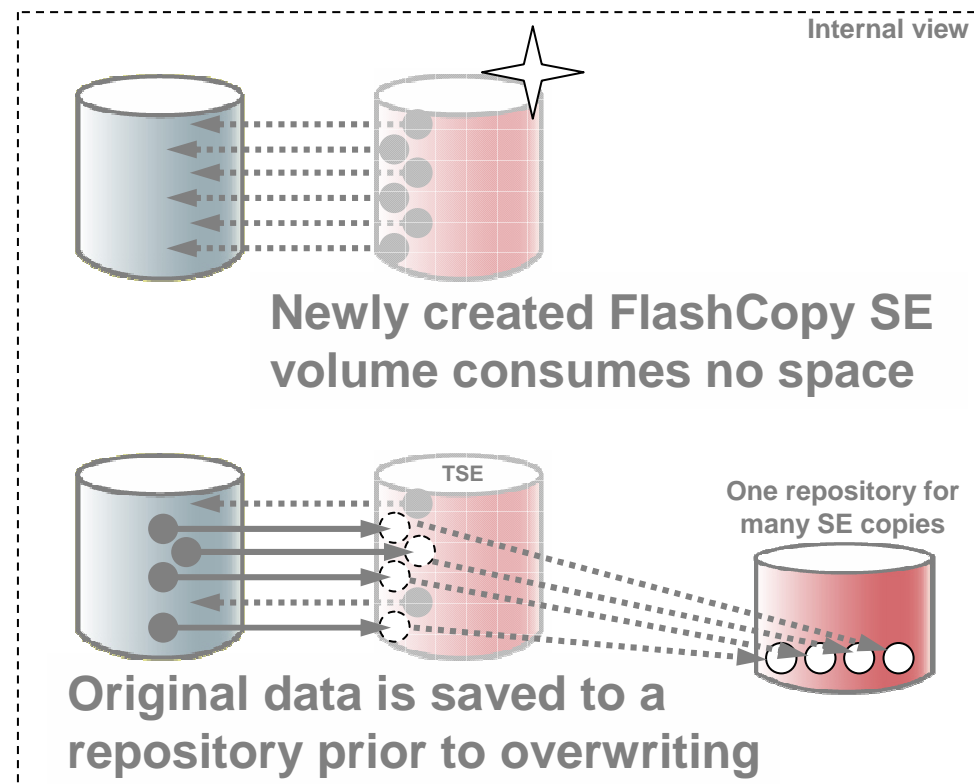 Internal view
Newly created FlashCopy SE
volume consumes no space
TSE
One repository for
many SE copies
Original data is saved to a
repository prior to overwriting